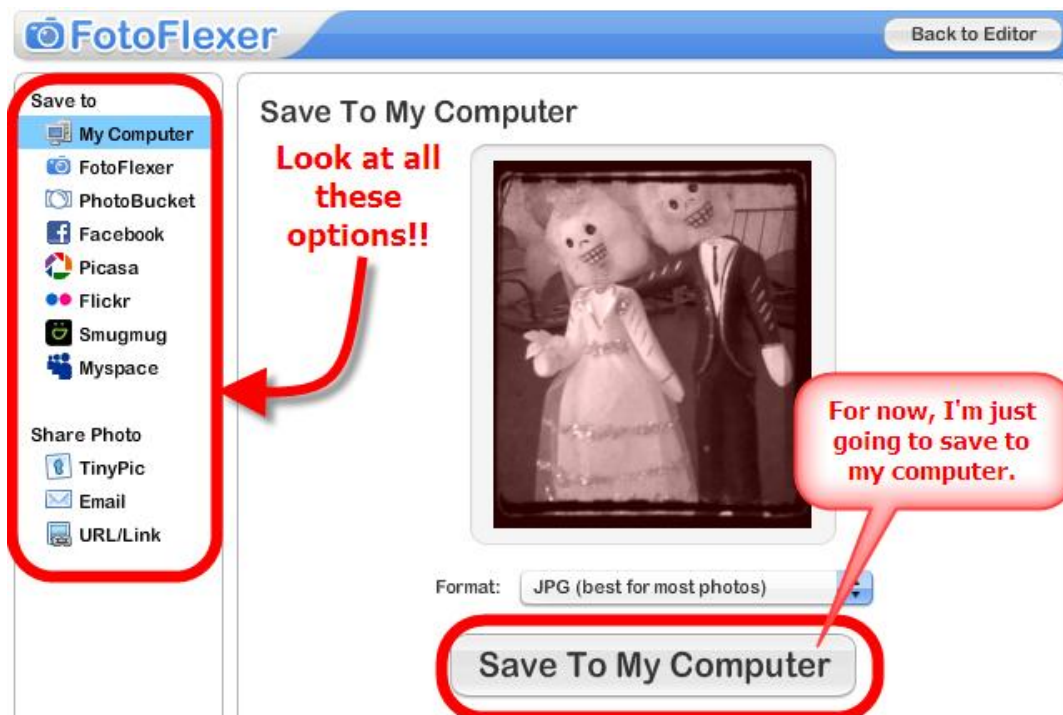 FotoFlexer
Back to Editor
Save to
My Computer
FotoFlexer
PhotoBucket
Facebook
Picasa
Flickr
Smugmug
Myspace
Share Photo
TinyPic
Email
URL/Link
Save To My Computer
Look at all
these
options!!
For now, I'm just
going to save to
my computer.
Format: JPG (best for most photos)
Save To My Computer